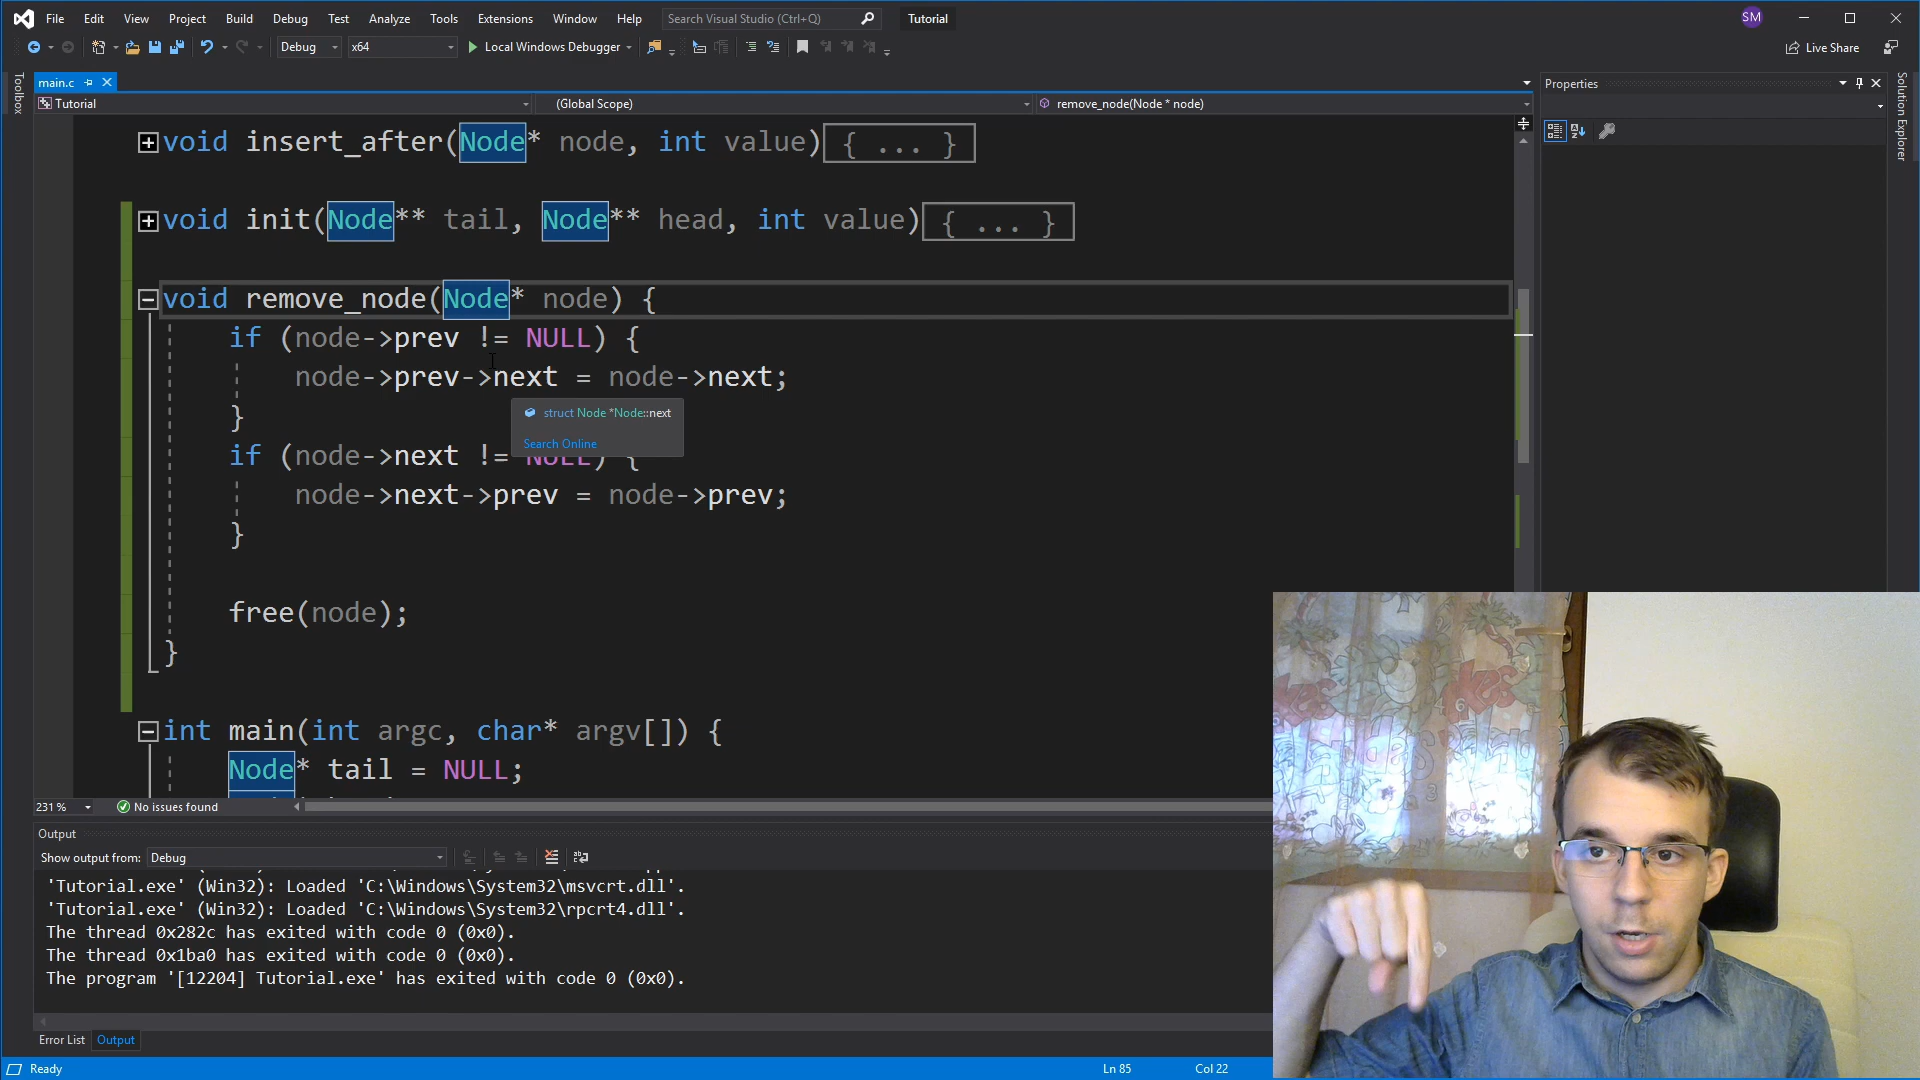 File Edit View Project Build Debug Test Analyze Tools Extensions Window Help Search Visual Studio (Ctrl+Q) Tutorial SM
Debug x64 Local Windows Debugger Live Share
Toolbox
main.c
Properties
Solution Explorer
Tutorial (Global Scope) remove_node(Node * node)
void insert_after(Node* node, int value){ ... }
void init(Node** tail, Node** head, int value){ ... }
void remove_node(Node* node) {
if (node->prev != NULL) {
node->prev->next = node->next;
}
struct Node *Node::next
Search Online
if (node->next != NULL) {
node->next->prev = node->prev;
}
free(node);
}
int main(int argc, char* argv[]) {
Node* tail = NULL;
231 % No issues found
Output
Show output from: Debug
'Tutorial.exe' (Win32): Loaded 'C:\Windows\System32\msvcrt.dll'.
'Tutorial.exe' (Win32): Loaded 'C:\Windows\System32\rpcrt4.dll'.
The thread 0x282c has exited with code 0 (0x0).
The thread 0x1ba0 has exited with code 0 (0x0).
The program '[12204] Tutorial.exe' has exited with code 0 (0x0).
Error List Output
Ready Ln 85 Col 22